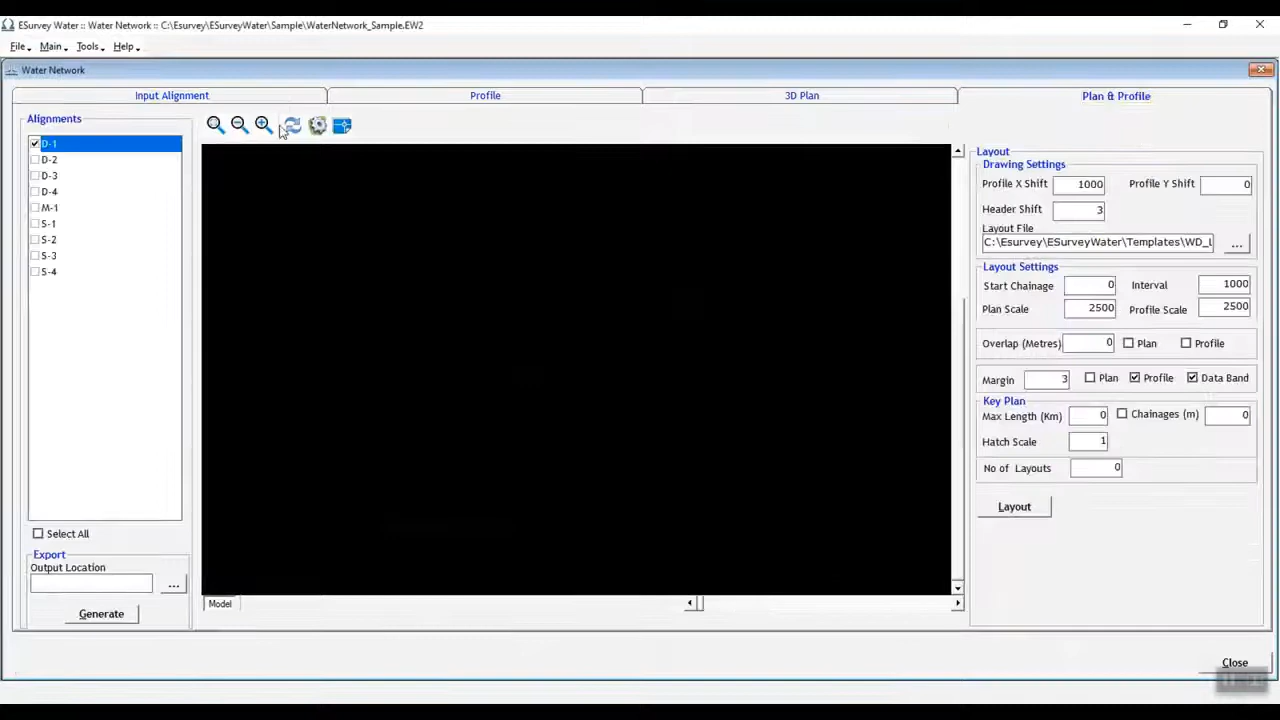 ESurvey Water :: Water Network :: C:\Esurvey\ESurveyWater\Sample\WaterNetwork_Sample.EW2
File Main Tools Help
Water Network
Input Alignment Profile 3D Plan Plan & Profile
Alignments
D-1
D-2
D-3
D-4
M-1
S-1
S-2
S-3
S-4
Select All
Export
Output Location
...
Generate
Model
Layout
Drawing Settings
Profile X Shift 1000 Profile Y Shift 0
Header Shift 3
Layout File
C:\Esurvey\ESurveyWater\Templates\WD_L ...
Layout Settings
Start Chainage 0 Interval 1000
Plan Scale 2500 Profile Scale 2500
Overlap (Metres) 0 Plan Profile
Margin 3 Plan Profile Data Band
Key Plan
Max Length (Km) 0 Chainages (m) 0
Hatch Scale 1
No of Layouts 0
Layout
Close